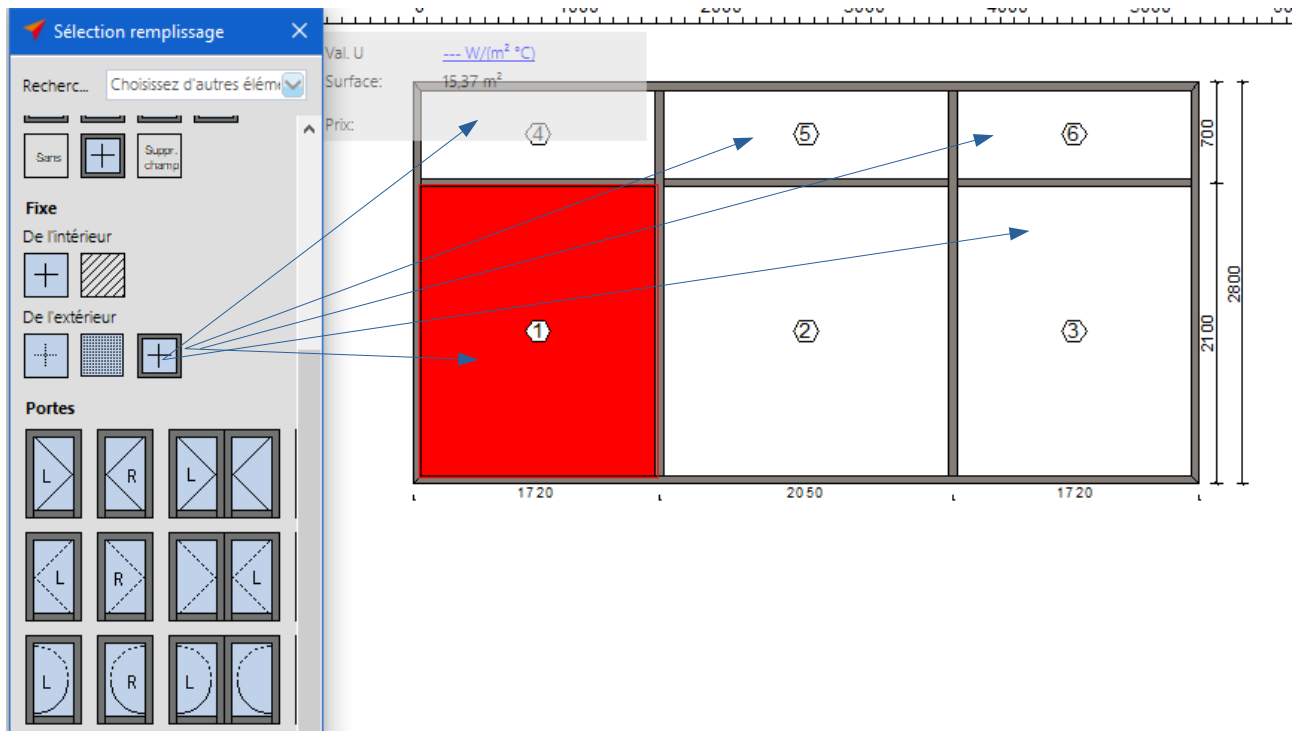 0 1000 2000 3000 4000 5000
Sélection remplissage
Val. U --- W/(m² °C)
Recherc... Choisissez d'autres éléme
Surface: 15,37 m²
Prix:
4 5 6
700
Sans
Suppr. champ
Fixe
De l'intérieur
2800
De l'extérieur
1 2 3
2100
Portes
L R L
1720 2050 1720
L R L
L R L